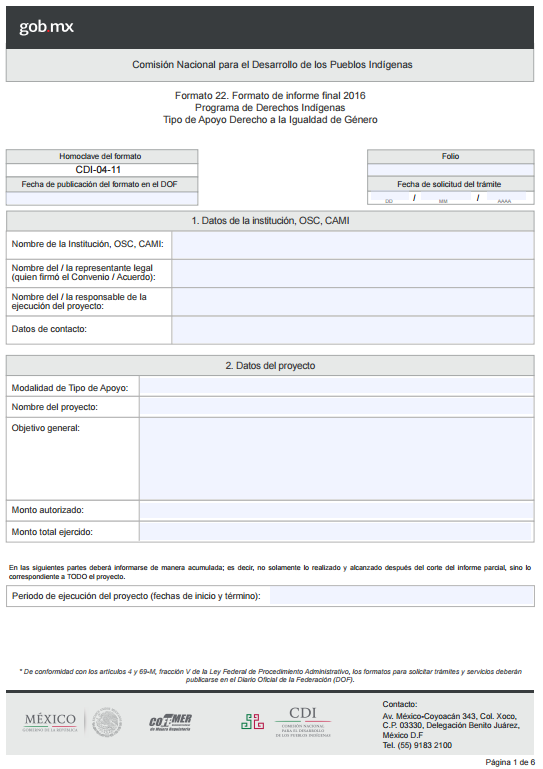 gob.mx
Comisión Nacional para el Desarrollo de los Pueblos Indígenas
Formato 22. Formato de informe final 2016
Programa de Derechos Indígenas
Tipo de Apoyo Derecho a la Igualdad de Género
Homoclave del formato
CDI-04-11
Fecha de publicación del formato en el DOF
Folio
Fecha de solicitud del trámite
/ /
DD MM AAAA
1. Datos de la institución, OSC, CAMI
Nombre de la Institución, OSC, CAMI:
Nombre del / la representante legal
(quien firmó el Convenio / Acuerdo):
Nombre del / la responsable de la
ejecución del proyecto:
Datos de contacto:
2. Datos del proyecto
Modalidad de Tipo de Apoyo:
Nombre del proyecto:
Objetivo general:
Monto autorizado:
Monto total ejercido:
En las siguientes partes deberá informarse de manera acumulada; es decir, no solamente lo realizado y alcanzado después del corte del informe parcial, sino lo
correspondiente a TODO el proyecto.
Periodo de ejecución del proyecto (fechas de inicio y término):
* De conformidad con los artículos 4 y 69-M, fracción V de la Ley Federal de Procedimiento Administrativo, los formatos para solicitar trámites y servicios deberán
publicarse en el Diario Oficial de la Federación (DOF).
MÉXICO
GOBIERNO DE LA REPÚBLICA
COFEMER
de Mejora Regulatoria
CDI
COMISIÓN NACIONAL
PARA EL DESARROLLO
DE LOS PUEBLOS INDÍGENAS
Contacto:
Av. México-Coyoacán 343, Col. Xoco,
C.P. 03330, Delegación Benito Juárez,
México D.F
Tel. (55) 9183 2100
Página 1 de 6